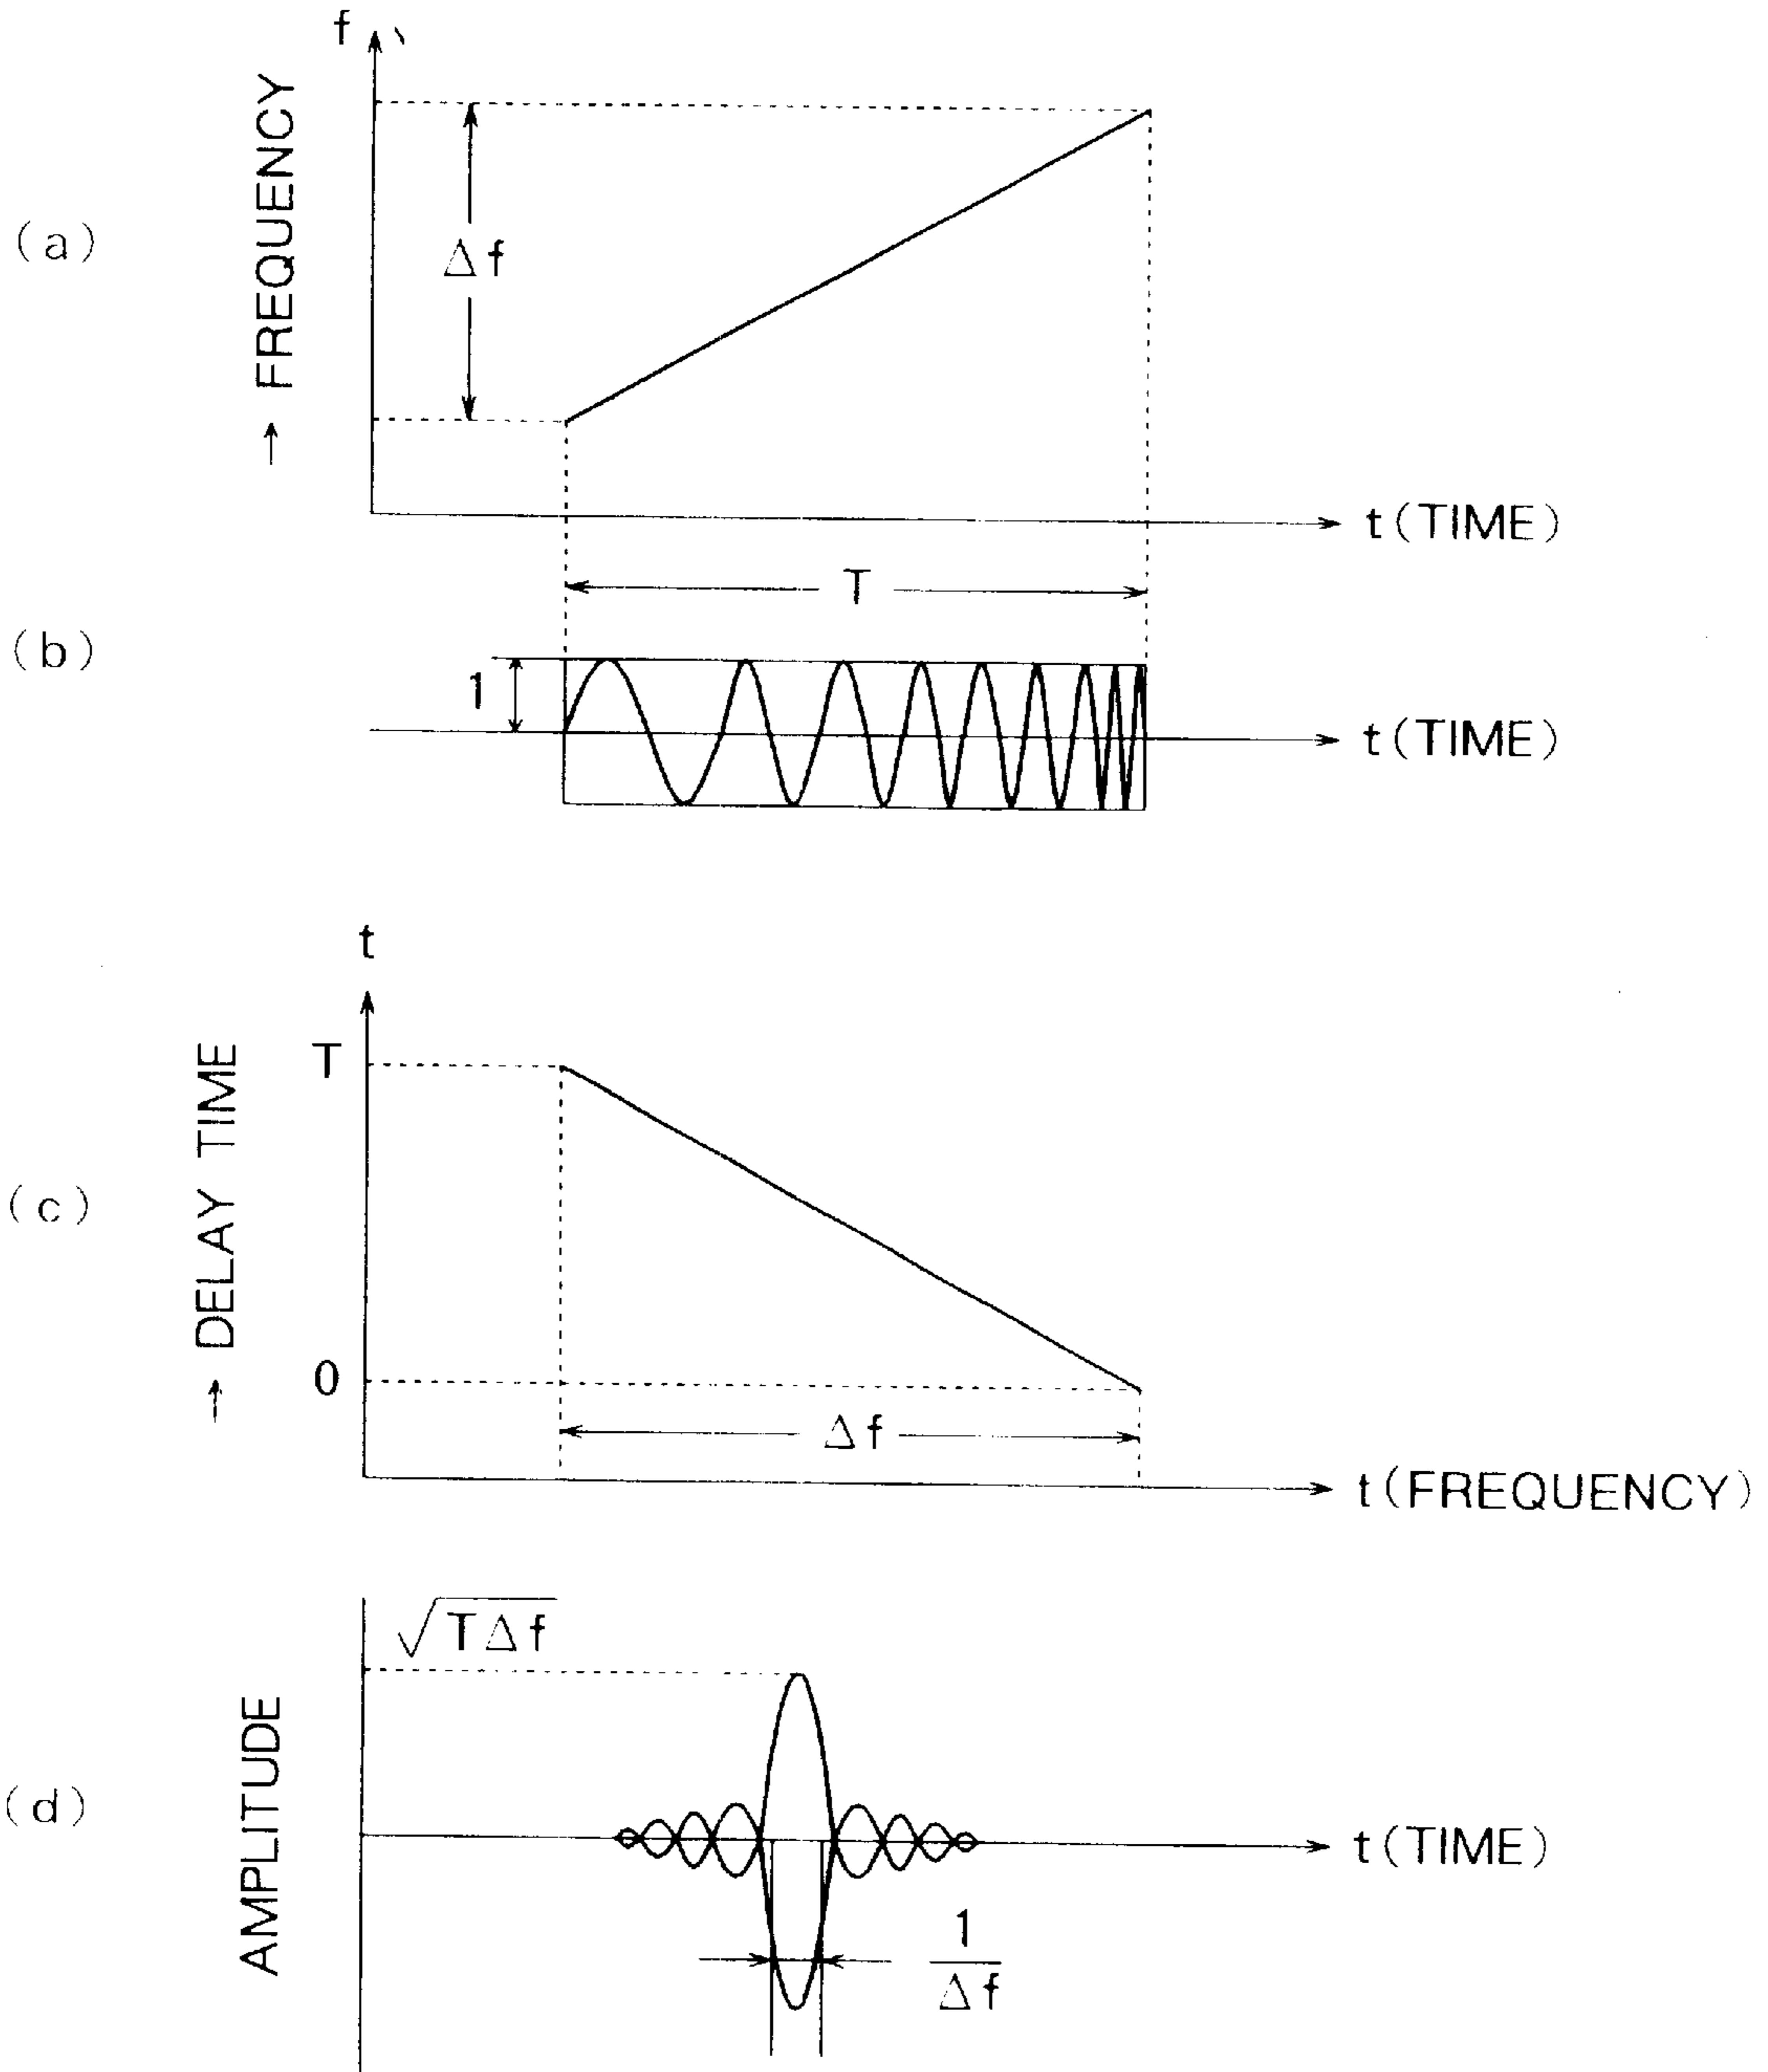 (a)
f
→ FREQUENCY
Δf
t(TIME)
T
(b)
1
t(TIME)
(c)
t
→ DELAY TIME
T
0
Δf
t(FREQUENCY)
(d)
AMPLITUDE
√TΔf
t(TIME)
1
Δf